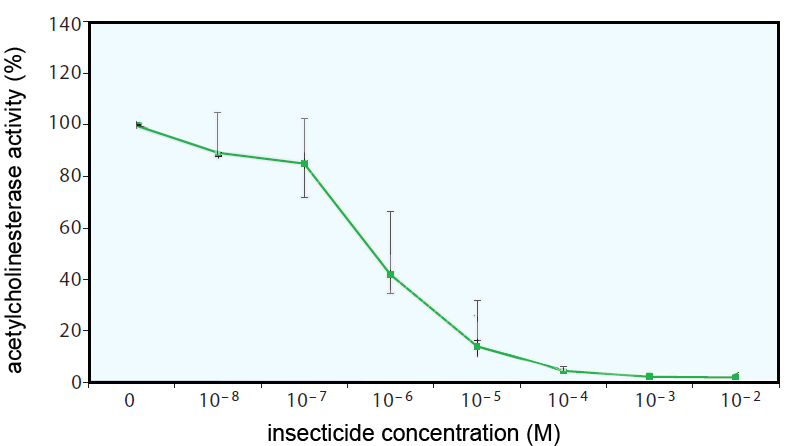 acetylcholinesterase activity (%)
140
120
100
80
60
40
20
0
0 10⁻⁸ 10⁻⁷ 10⁻⁶ 10⁻⁵ 10⁻⁴ 10⁻³ 10⁻²
insecticide concentration (M)